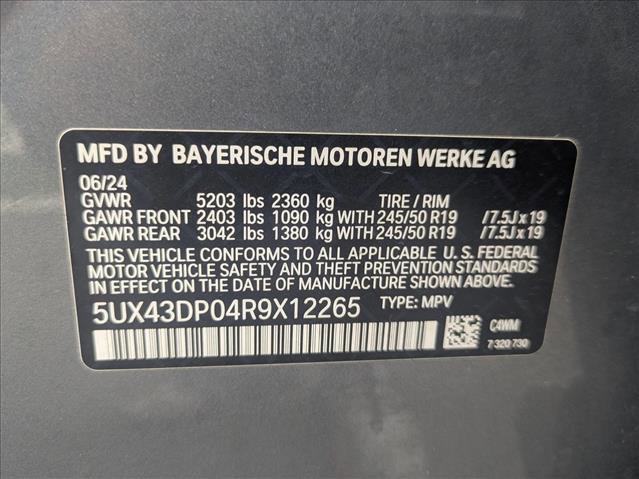 MFD BY BAYERISCHE MOTOREN WERKE AG
06/24
GVWR 5203 lbs 2360 kg TIRE / RIM
GAWR FRONT 2403 lbs 1090 kg WITH 245/50 R19 /7.5J x 19
GAWR REAR 3042 lbs 1380 kg WITH 245/50 R19 /7.5J x 19
THIS VEHICLE CONFORMS TO ALL APPLICABLE U. S. FEDERAL
MOTOR VEHICLE SAFETY AND THEFT PREVENTION STANDARDS
IN EFFECT ON THE DATE OF MANUFACTURE SHOWN ABOVE.
5UX43DP04R9X12265 TYPE: MPV
C4WM
7 320 730